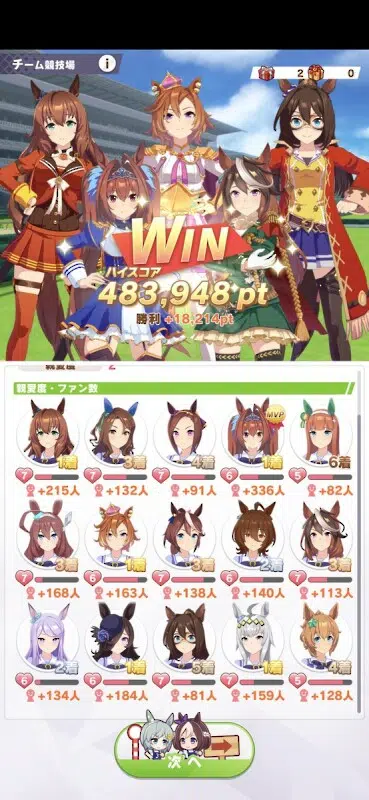 チーム競技場 i
2 0
WIN
ハイスコア
483,948 pt
勝利 +18,214pt
親愛度 2
親愛度・ファン数
1着 3着 4着 MVP 1着 6着
7 7 7 6 5
+215人 +132人 +91人 +336人 +82人
3着 1着 3着 2着 3着
7 6 7 6 7
+168人 +163人 +138人 +140人 +113人
2着 1着 5着 1着 4着
6 6 7 6 5
+134人 +184人 +81人 +159人 +128人
次へ